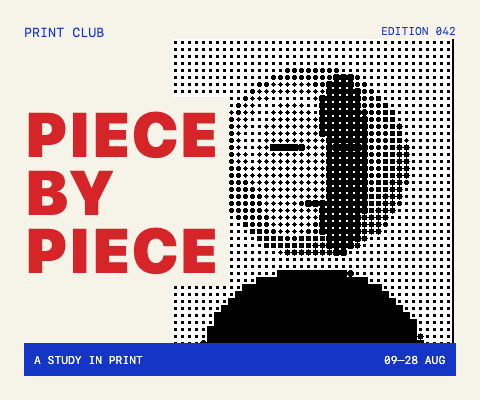 PRINT CLUB
EDITION 042
PIECE
BY
PIECE
A STUDY IN PRINT
09—28 AUG